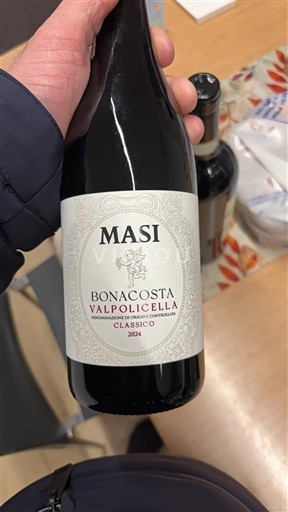 MASI
BONACOSTA
VALPOLICELLA
DENOMINAZIONE DI ORIGINE CONTROLLATA
CLASSICO
2024